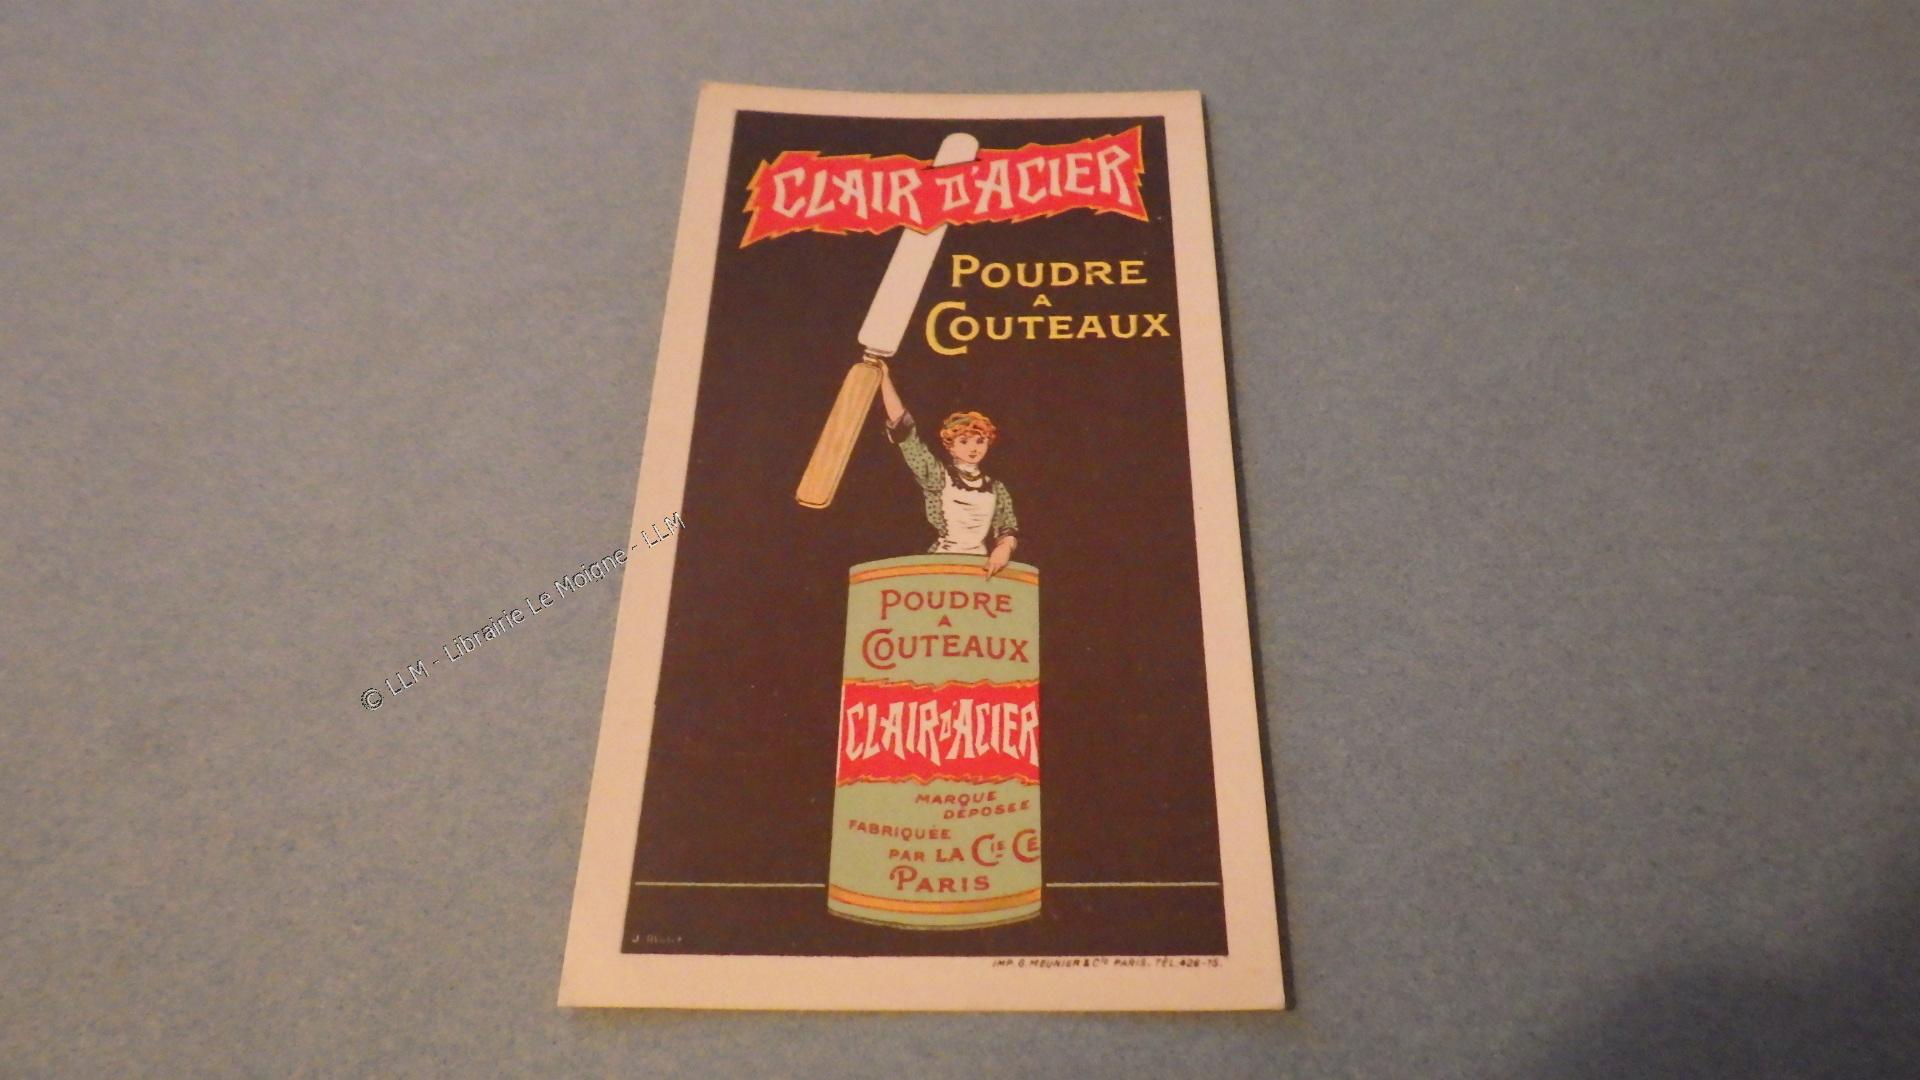 CLAIR D'ACIER
POUDRE
A
COUTEAUX
POUDRE
A
COUTEAUX
CLAIR D'ACIER
MARQUE
DÉPOSÉE
FABRIQUÉE
PAR LA CIE CE
PARIS
IMP. G. MEUNIER & CIE PARIS. TÉL. 426-15.
© LLM - Librairie Le Moigne - LLM